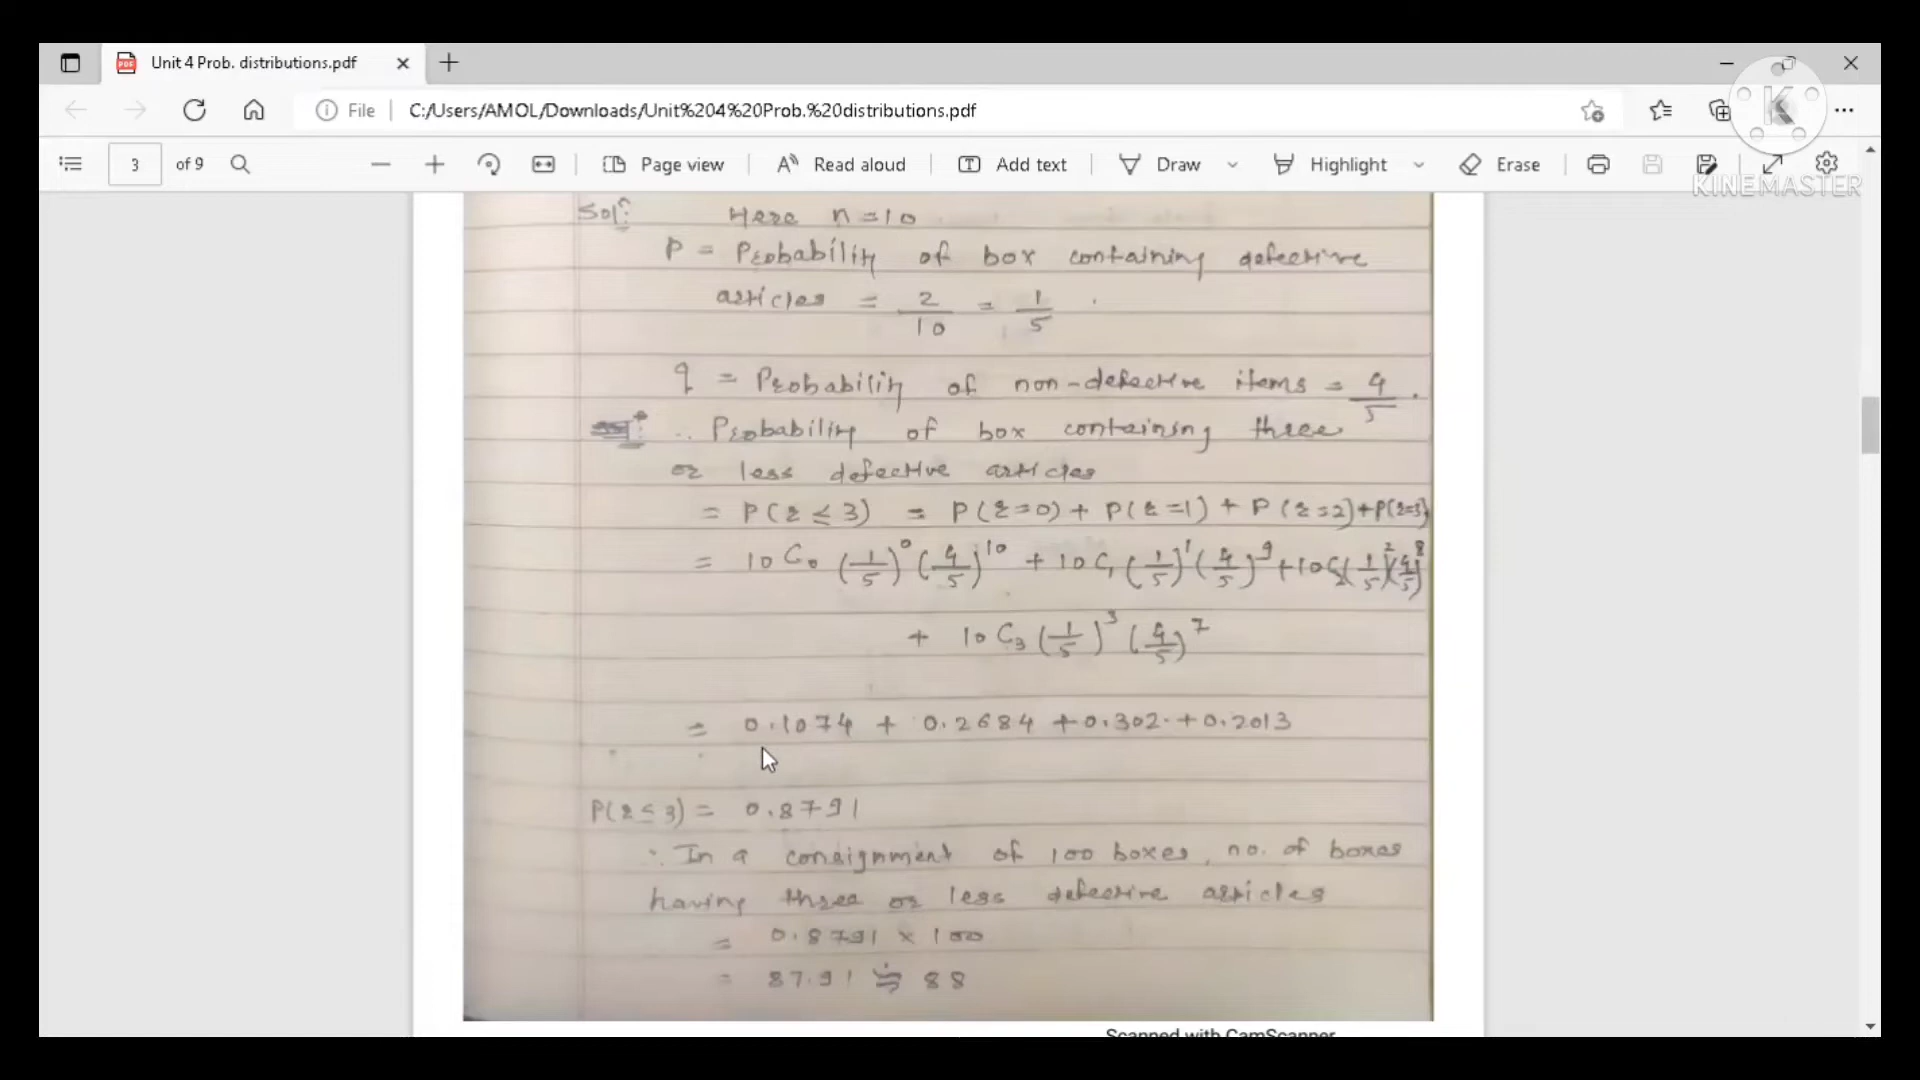 Unit 4 Prob. distributions.pdf
File C:/Users/AMOL/Downloads/Unit%204%20Prob.%20distributions.pdf
3 of 9 Page view Read aloud Add text Draw Highlight Erase
KINEMASTER
Solⁿ: Here n = 10
P = Probability of box containing defective
articles = 2/10 = 1/5 .
q = Probability of non-defective items = 4/5 .
∴ Probability of box containing three
or less defective articles
= P(r ≤ 3) = P(r=0) + P(r=1) + P(r=2) + P(r=3)
= 10C₀ (1/5)⁰ (4/5)¹⁰ + 10C₁ (1/5)¹ (4/5)⁹ + 10C₂ (1/5)² (4/5)⁸
+ 10C₃ (1/5)³ (4/5)⁷
= 0.1074 + 0.2684 + 0.302 + 0.2013
P(r ≤ 3) = 0.8791
∴ In a consignment of 100 boxes, no. of boxes
having three or less defective articles
= 0.8791 × 100
= 87.91 ≒ 88
Scanned with CamScanner